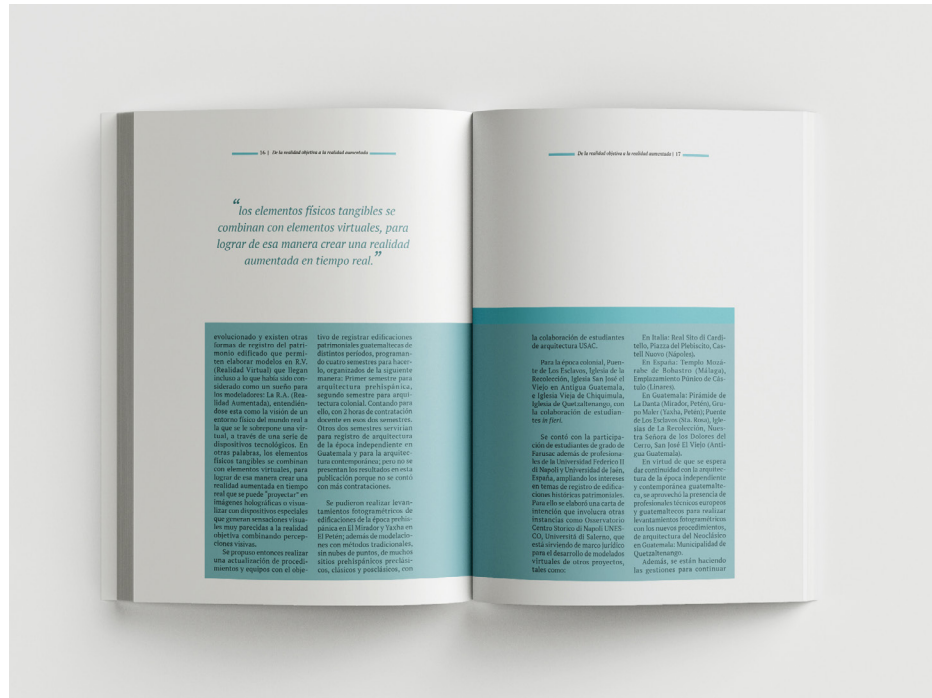 16 | De la realidad objetiva a la realidad aumentada
“los elementos físicos tangibles se
combinan con elementos virtuales, para
lograr de esa manera crear una realidad
aumentada en tiempo real.”
evolucionado y existen otras
formas de registro del patri-
monio edificado que permi-
ten elaborar modelos en R.V.
(Realidad Virtual) que llegan
incluso a lo que había sido con-
siderado como un sueño para
los modeladores: La R.A. (Rea-
lidad Aumentada), entendién-
dose esta como la visión de un
entorno físico del mundo real a
la que se le sobrepone una vir-
tual, a través de una serie de
dispositivos tecnológicos. En
otras palabras, los elementos
físicos tangibles se combinan
con elementos virtuales, para
lograr de esa manera crear una
realidad aumentada en tiempo
real que se puede "proyectar" en
imágenes holográficas o visua-
lizar con dispositivos especiales
que generan sensaciones visua-
les muy parecidas a la realidad
objetiva combinando percep-
ciones visivas.
Se propuso entonces realizar
una actualización de procedi-
mientos y equipos con el obje-
tivo de registrar edificaciones
patrimoniales guatemaltecas de
distintos períodos, programan-
do cuatro semestres para hacer-
lo, organizados de la siguiente
manera: Primer semestre para
arquitectura prehispánica,
segundo semestre para arqui-
tectura colonial. Contando para
ello, con 2 horas de contratación
docente en esos dos semestres.
Otros dos semestres servirían
para registro de arquitectura
de la época Independiente en
Guatemala y para la arquitec-
tura contemporánea; pero no se
presentan los resultados en esta
publicación porque no se contó
con más contrataciones.
Se pudieron realizar levan-
tamientos fotogramétricos de
edificaciones de la época prehis-
pánica en El Mirador y Yaxha en
El Petén; además de modelacio-
nes con métodos tradicionales,
sin nubes de puntos, de muchos
sitios prehispánicos preclási-
cos, clásicos y posclásicos, con
De la realidad objetiva a la realidad aumentada | 17
la colaboración de estudiantes
de arquitectura USAC.
Para la época colonial, Puen-
te de Los Esclavos, Iglesia de la
Recolección, Iglesia San José el
Viejo en Antigua Guatemala,
e Iglesia Vieja de Chiquimula,
Iglesia de Quetzaltenango, con
la colaboración de estudian-
tes in fieri.
Se contó con la participa-
ción de estudiantes de grado de
Farusac además de profesiona-
les de la Universidad Federico II
di Napoli y Universidad de Jaén,
España, ampliando los intereses
en temas de registro de edifica-
ciones históricas patrimoniales.
Para ello se elaboró una carta de
intención que involucra otras
instancias como Osservatorio
Centro Storico di Napoli UNES-
CO, Universitá di Salerno, que
está sirviendo de marco jurídico
para el desarrollo de modelados
virtuales de otros proyectos,
tales como:
En Italia: Real Sito di Cardi-
tello, Piazza del Plebiscito, Cas-
tell Nuovo (Nápoles).
En España: Templo Mozá-
rabe de Bobastro (Málaga),
Emplazamiento Púnico de Cás-
tulo (Linares).
En Guatemala: Pirámide de
La Danta (Mirador, Petén), Gru-
po Maler (Yaxha, Petén); Puente
de Los Esclavos (Sta. Rosa), Igle-
sias de La Recolección, Nues-
tra Señora de los Dolores del
Cerro, San José El Viejo (Anti-
gua Guatemala).
En virtud de que se espera
dar continuidad con la arquitec-
tura de la época Independiente
y contemporánea guatemalte-
ca, se aprovechó la presencia de
profesionales técnicos europeos
y guatemaltecos para realizar
levantamientos fotogramétricos
con los nuevos procedimientos,
de arquitectura del Neoclásico
en Guatemala: Municipalidad de
Quetzaltenango.
Además, se están haciendo
las gestiones para continuar